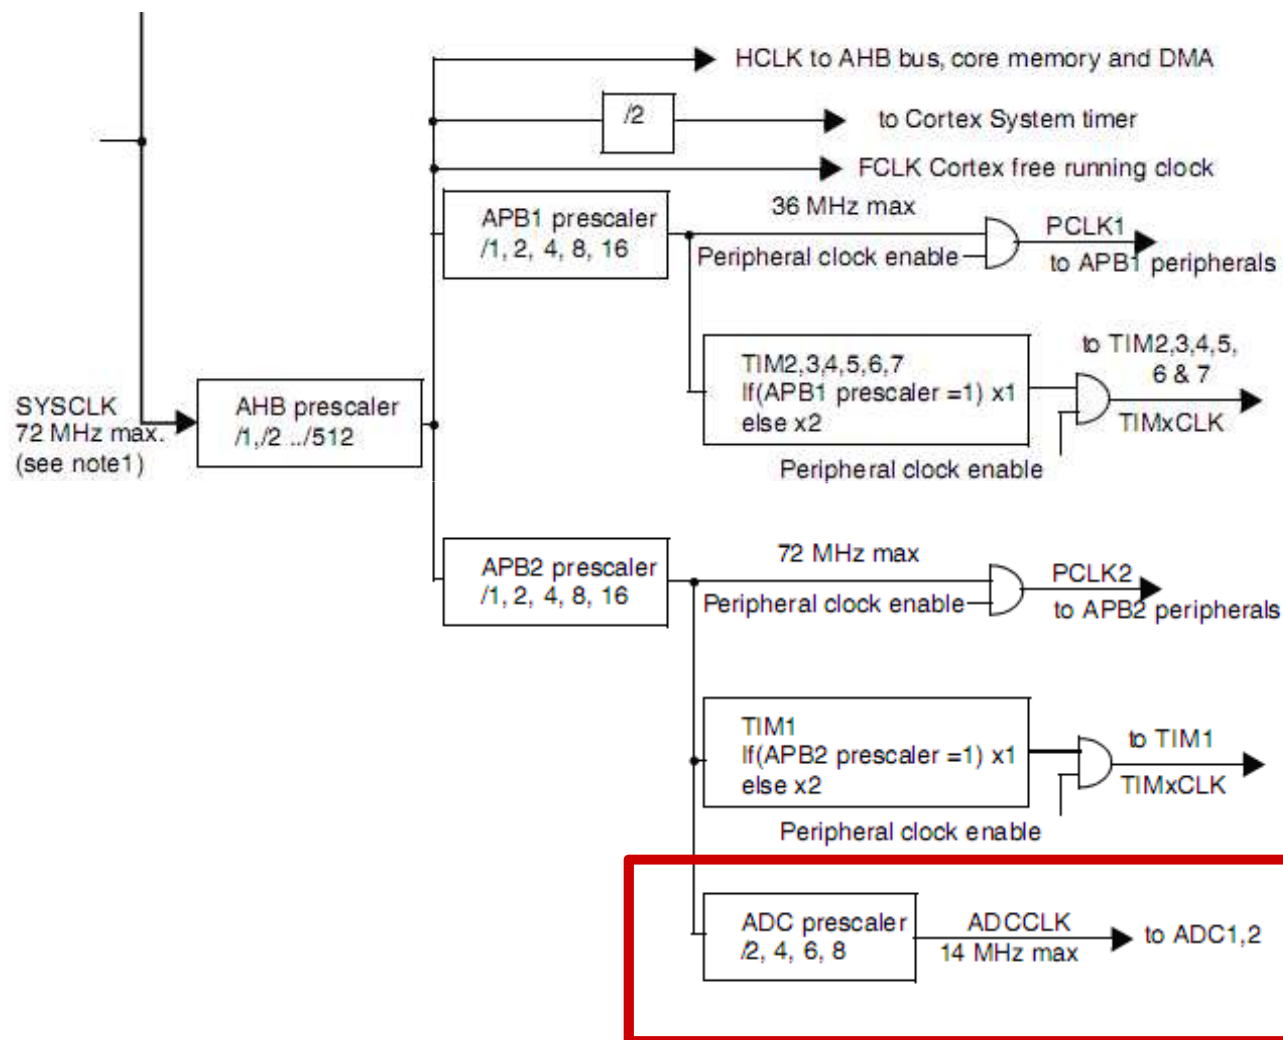 HCLK to AHB bus, core memory and DMA
/2
to Cortex System timer
FCLK Cortex free running clock
APB1 prescaler
/1, 2, 4, 8, 16
36 MHz max
Peripheral clock enable
PCLK1
to APB1 peripherals
TIM2,3,4,5,6,7
If(APB1 prescaler =1) x1
else x2
to TIM2,3,4,5,
6 & 7
TIMxCLK
Peripheral clock enable
SYSCLK
72 MHz max.
(see note1)
AHB prescaler
/1,/2 ../512
APB2 prescaler
/1, 2, 4, 8, 16
72 MHz max
Peripheral clock enable
PCLK2
to APB2 peripherals
TIM1
If(APB2 prescaler =1) x1
else x2
to TIM1
TIMxCLK
Peripheral clock enable
ADC prescaler
/2, 4, 6, 8
ADCCLK
14 MHz max
to ADC1,2